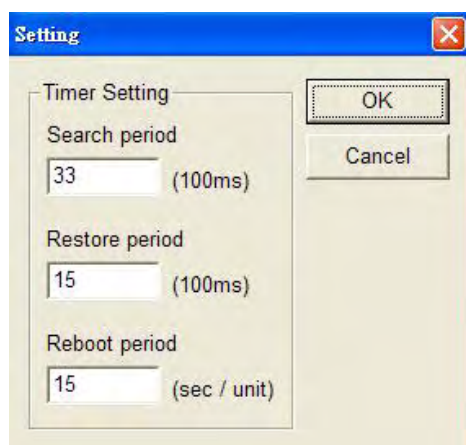 Setting
Timer Setting
Search period
33 (100ms)
Restore period
15 (100ms)
Reboot period
15 (sec / unit)
OK
Cancel